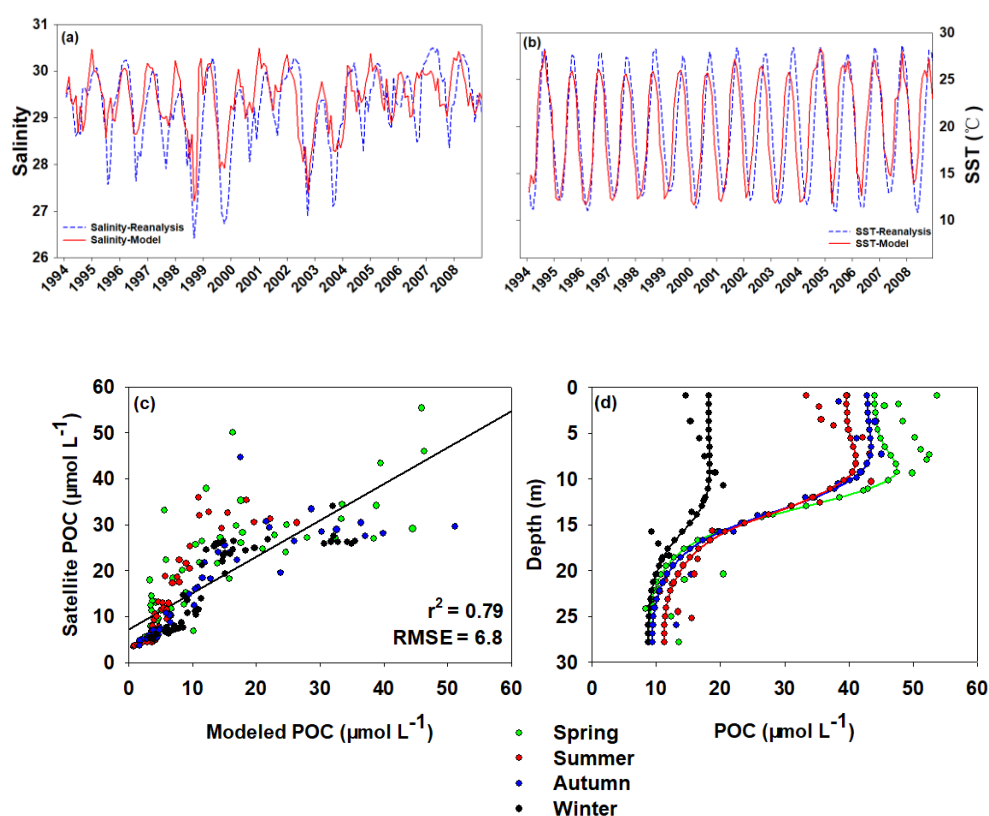 (a)
Salinity
31
30
29
28
27
26
Salinity-Reanalysis
Salinity-Model
1994 1995 1996 1997 1998 1999 2000 2001 2002 2003 2004 2005 2006 2007 2008
(b)
30
25
20
15
10
SST (℃)
SST-Reanalysis
SST-Model
1994 1995 1996 1997 1998 1999 2000 2001 2002 2003 2004 2005 2006 2007 2008
(c)
Satellite POC (µmol L⁻¹)
60
50
40
30
20
10
0
r² = 0.79
RMSE = 6.8
0 10 20 30 40 50 60
Modeled POC (µmol L⁻¹)
(d)
Depth (m)
0
5
10
15
20
25
30
0 10 20 30 40 50 60
POC (µmol L⁻¹)
Spring
Summer
Autumn
Winter